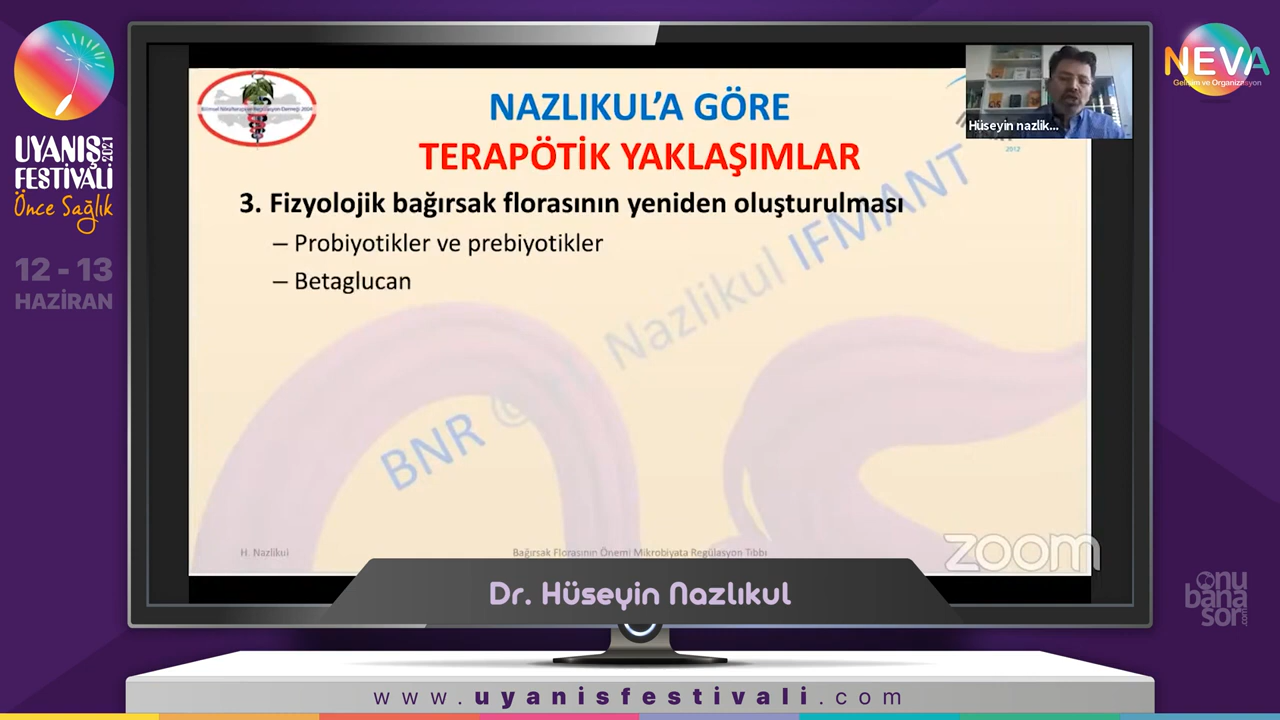 UYANIŞ
2021
FESTİVALİ
Önce Sağlık
12 - 13
HAZİRAN
NAZLIKUL’A GÖRE
TERAPÖTİK YAKLAŞIMLAR
3. Fizyolojik bağırsak florasının yeniden oluşturulması
– Probiyotikler ve prebiyotikler
– Betaglucan
BNR © H. Nazlikul IFMANT
2012
Hüseyin nazlik...
NEVA
Gelişim ve Organizasyon
H. Nazlikul
Bağırsak Florasının Önemi Mikrobiyata Regülasyon Tıbbı
zoom
Dr. Hüseyin Nazlıkul
onu
bana
sor.com
www.uyanisfestivali.com